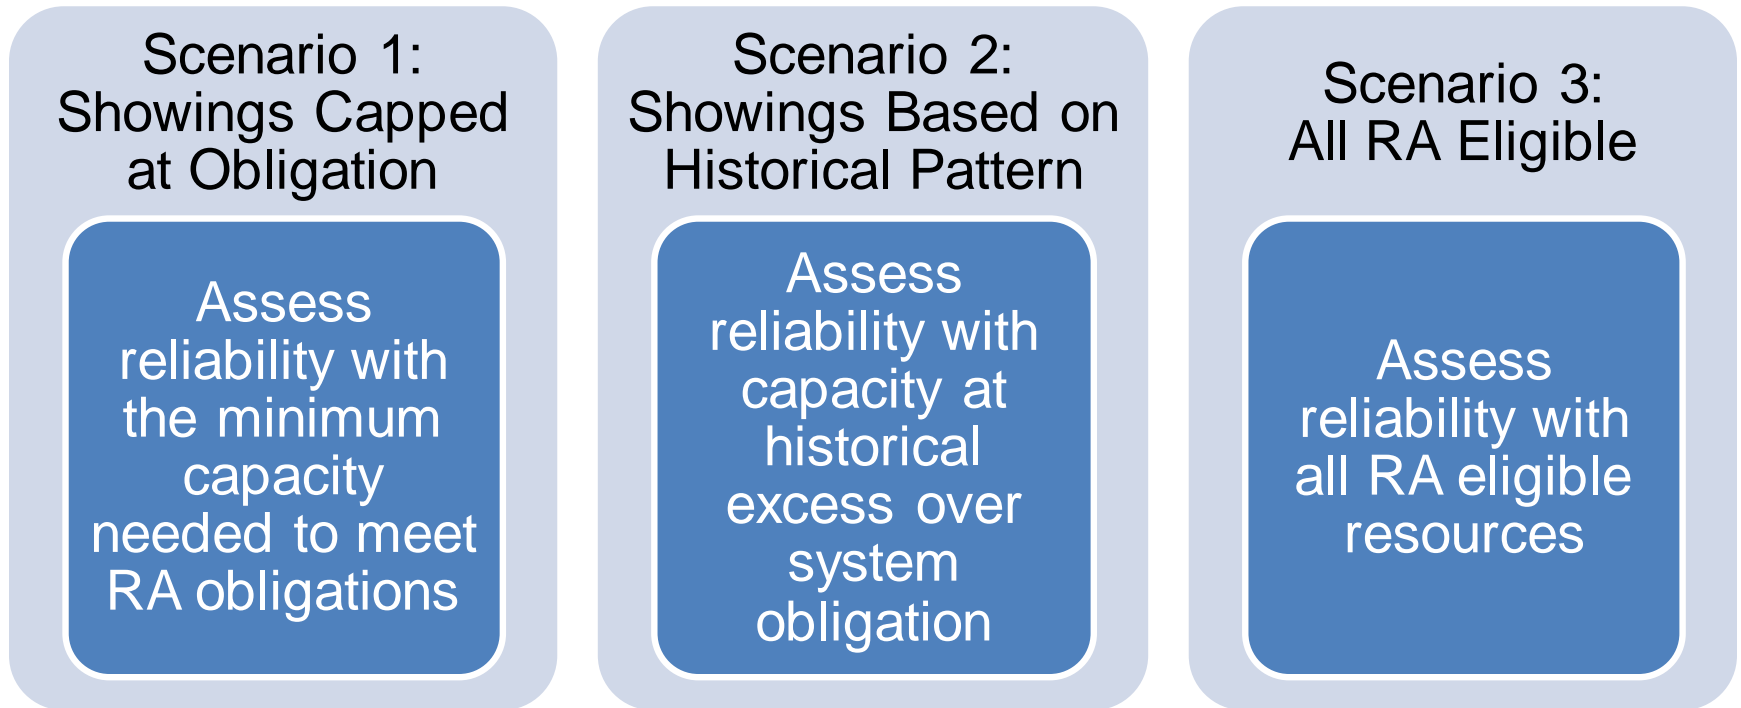 Scenario 1:
Showings Capped
at Obligation
Assess
reliability with
the minimum
capacity
needed to meet
RA obligations
Scenario 2:
Showings Based on
Historical Pattern
Assess
reliability with
capacity at
historical
excess over
system
obligation
Scenario 3:
All RA Eligible
Assess
reliability with
all RA eligible
resources